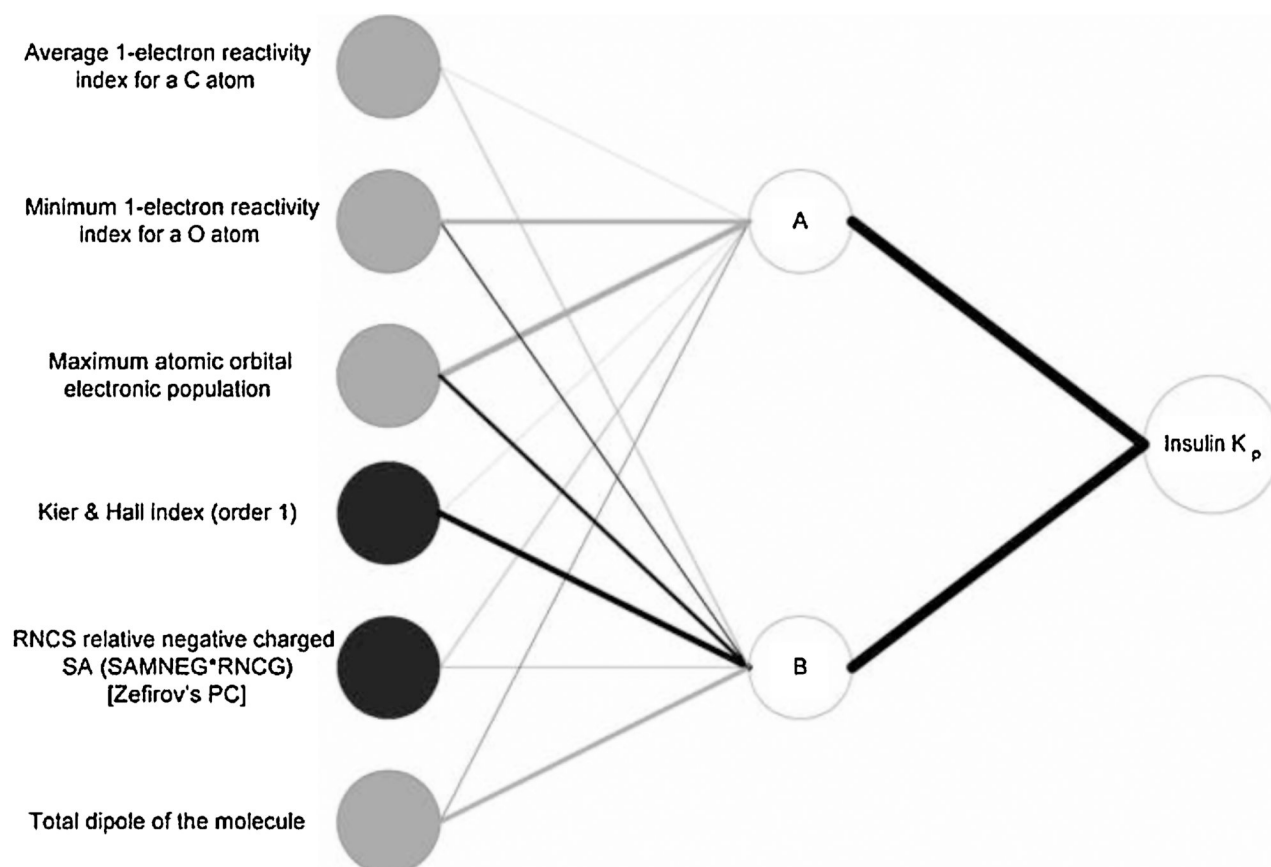 Average 1-electron reactivity
index for a C atom
Minimum 1-electron reactivity
index for a O atom
A
Maximum atomic orbital
electronic population
Insulin Kp
Kier & Hall index (order 1)
RNCS relative negative charged
SA (SAMNEG*RNCG)
[Zefirov's PC]
B
Total dipole of the molecule